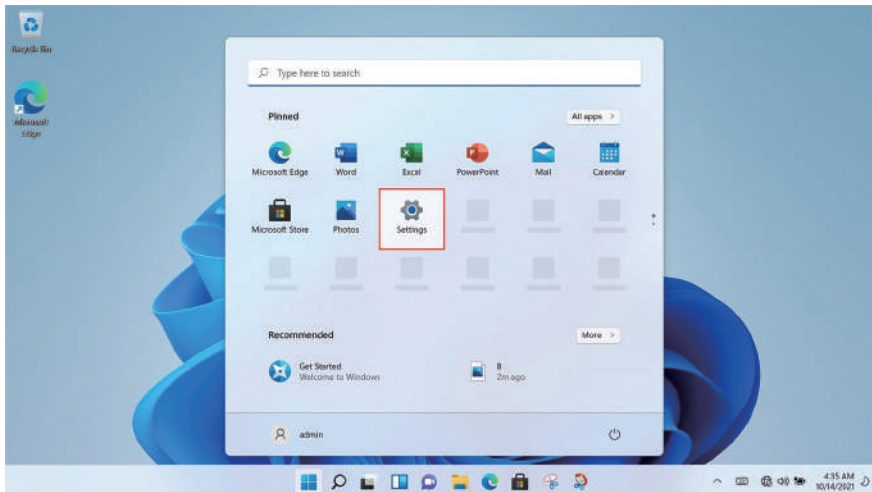 Recycle Bin
Microsoft
Edge
Type here to search
Pinned
All apps >
Microsoft Edge
Word
Excel
PowerPoint
Mail
Calendar
Microsoft Store
Photos
Settings
Recommended
More >
Get Started
Welcome to Windows
8
2m ago
admin
4:35 AM
10/14/2021